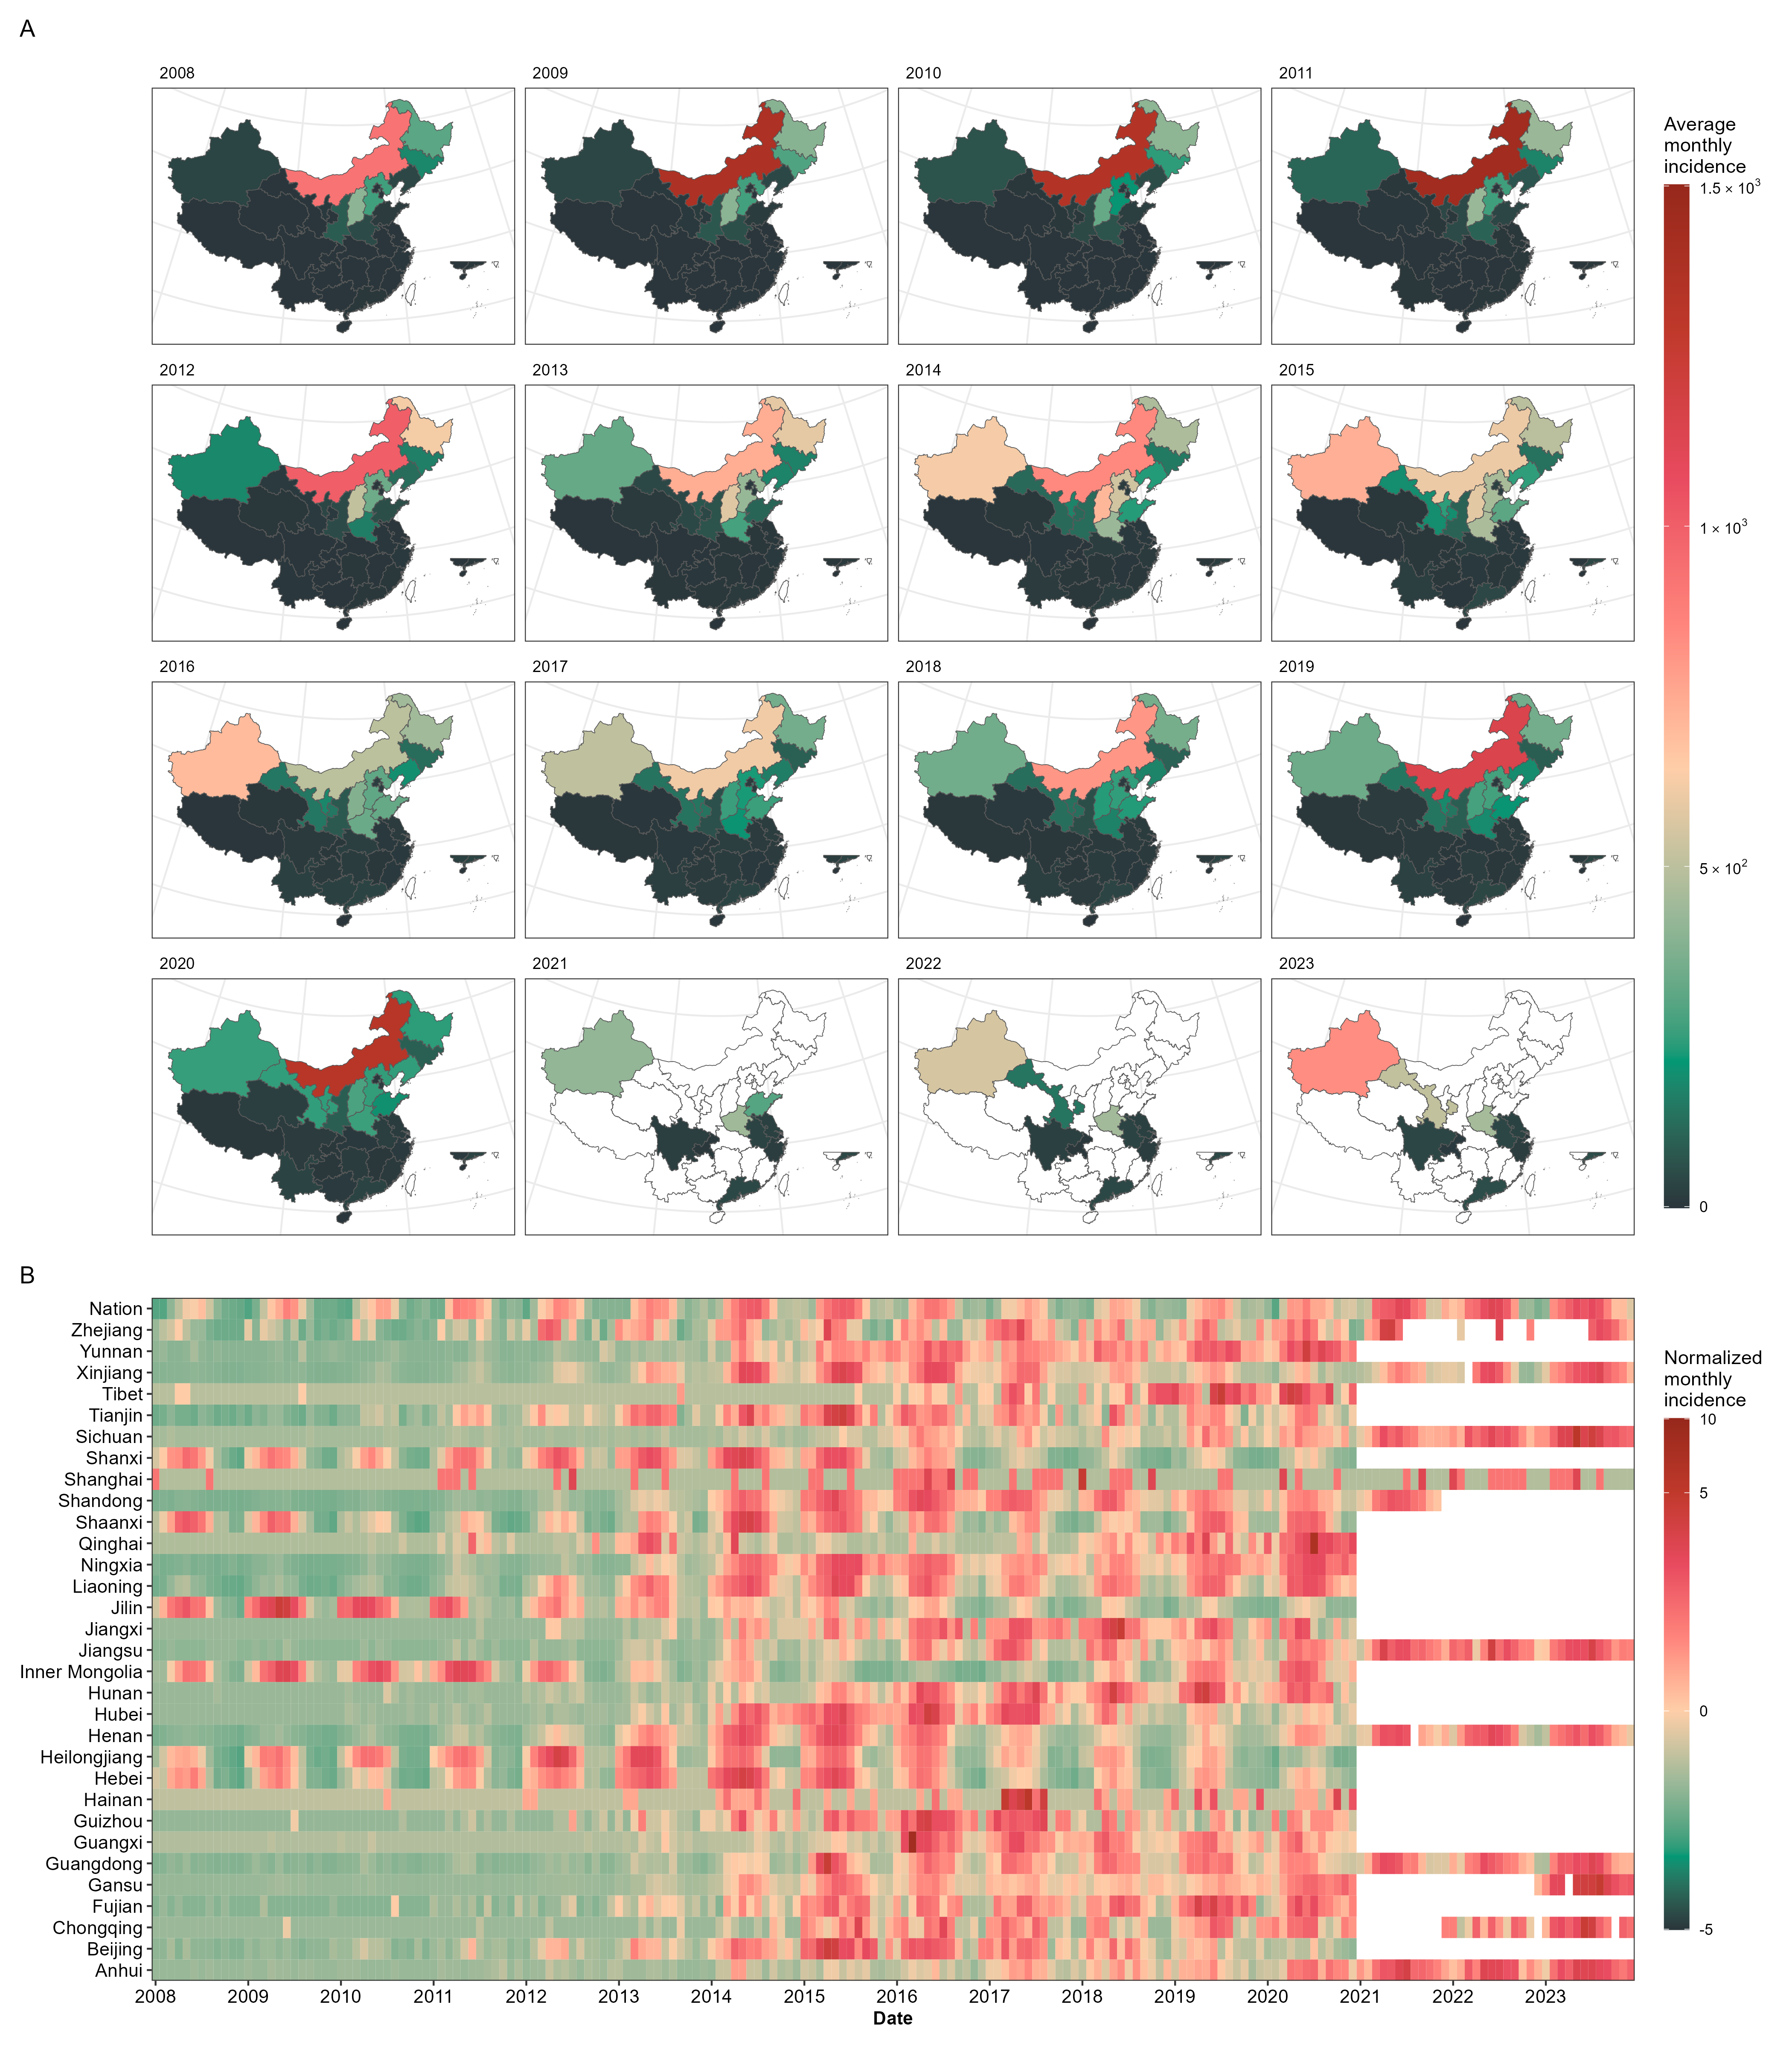 A
2008
2009
2010
2011
Average
monthly
incidence
1.5 × 10³
1 × 10³
5 × 10²
0
2012
2013
2014
2015
2016
2017
2018
2019
2020
2021
2022
2023
B
Nation
Zhejiang
Yunnan
Xinjiang
Tibet
Tianjin
Sichuan
Shanxi
Shanghai
Shandong
Shaanxi
Qinghai
Ningxia
Liaoning
Jilin
Jiangxi
Jiangsu
Inner Mongolia
Hunan
Hubei
Henan
Heilongjiang
Hebei
Hainan
Guizhou
Guangxi
Guangdong
Gansu
Fujian
Chongqing
Beijing
Anhui
2008 2009 2010 2011 2012 2013 2014 2015 2016 2017 2018 2019 2020 2021 2022 2023
Date
Normalized
monthly
incidence
10
5
0
-5